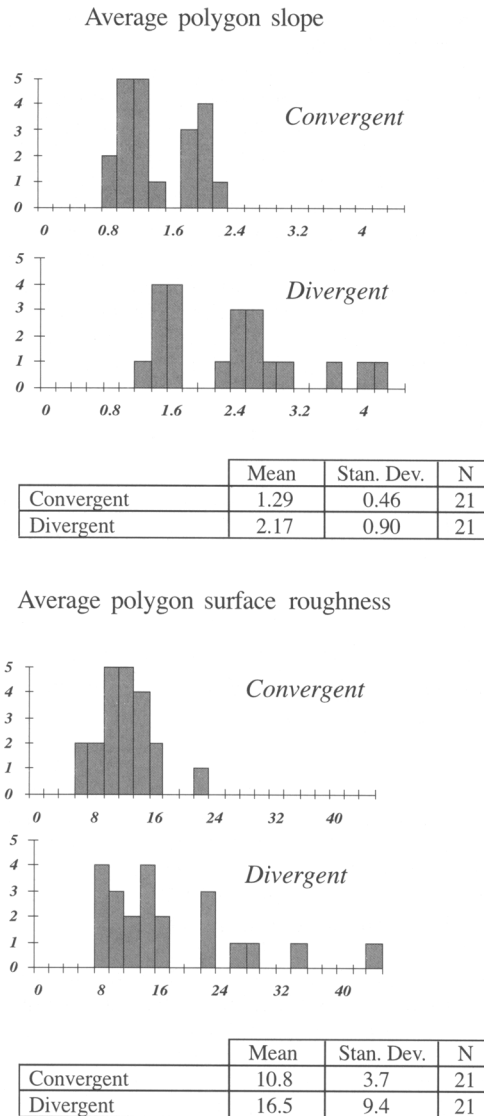 Average polygon slope
5
4
Convergent
3
2
1
0
0 0.8 1.6 2.4 3.2 4
5
4
Divergent
3
2
1
0
0 0.8 1.6 2.4 3.2 4
Mean Stan. Dev. N
Convergent 1.29 0.46 21
Divergent 2.17 0.90 21
Average polygon surface roughness
5
4
Convergent
3
2
1
0
0 8 16 24 32 40
5
4
Divergent
3
2
1
0
0 8 16 24 32 40
Mean Stan. Dev. N
Convergent 10.8 3.7 21
Divergent 16.5 9.4 21